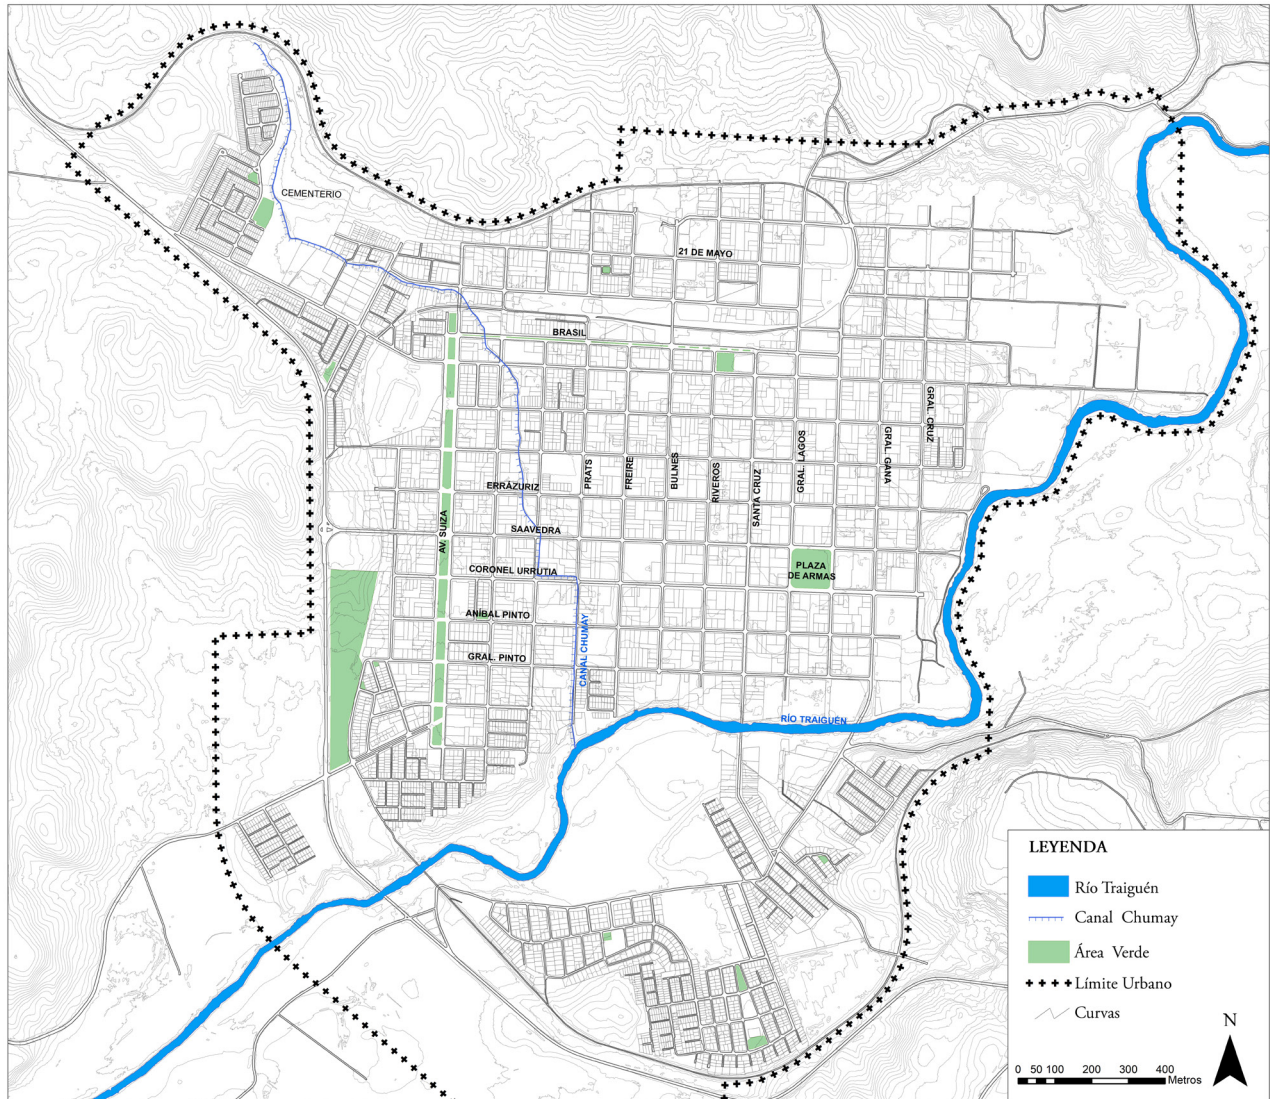 CEMENTERIO
21 DE MAYO
BRASIL
GRAL. CRUZ
GRAL. LAGOS
GRAL. GANA
PRATS
FREIRE
BULNES
RIVEROS
SANTA CRUZ
ERRÁZURIZ
AV. SUIZA
SAAVEDRA
CORONEL URRUTIA
PLAZA
DE ARMAS
ANÍBAL PINTO
CANAL CHUMAY
GRAL. PINTO
RÍO TRAIGUÉN
LEYENDA
Río Traiguén
Canal Chumay
Área Verde
Límite Urbano
Curvas
N
0 50 100 200 300 400
Metros